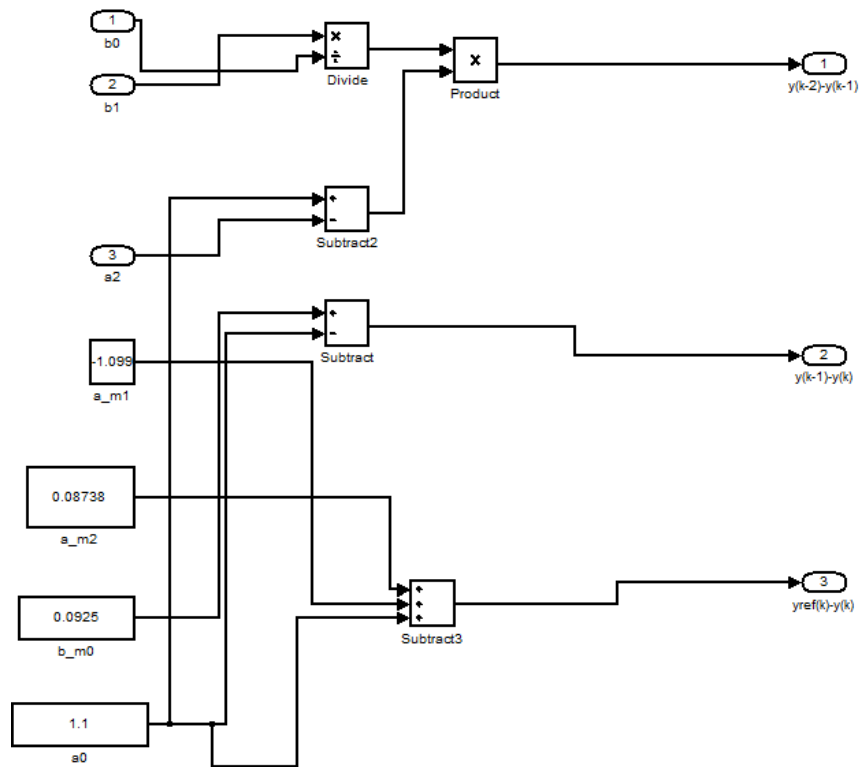 1
b0
2
b1
×
÷
Divide
×
Product
1
y(k-2)-y(k-1)
+
−
Subtract2
3
a2
+
−
Subtract
2
y(k-1)-y(k)
-1.099
a_m1
0.08738
a_m2
+
+
+
Subtract3
3
yref(k)-y(k)
0.0925
b_m0
1.1
a0